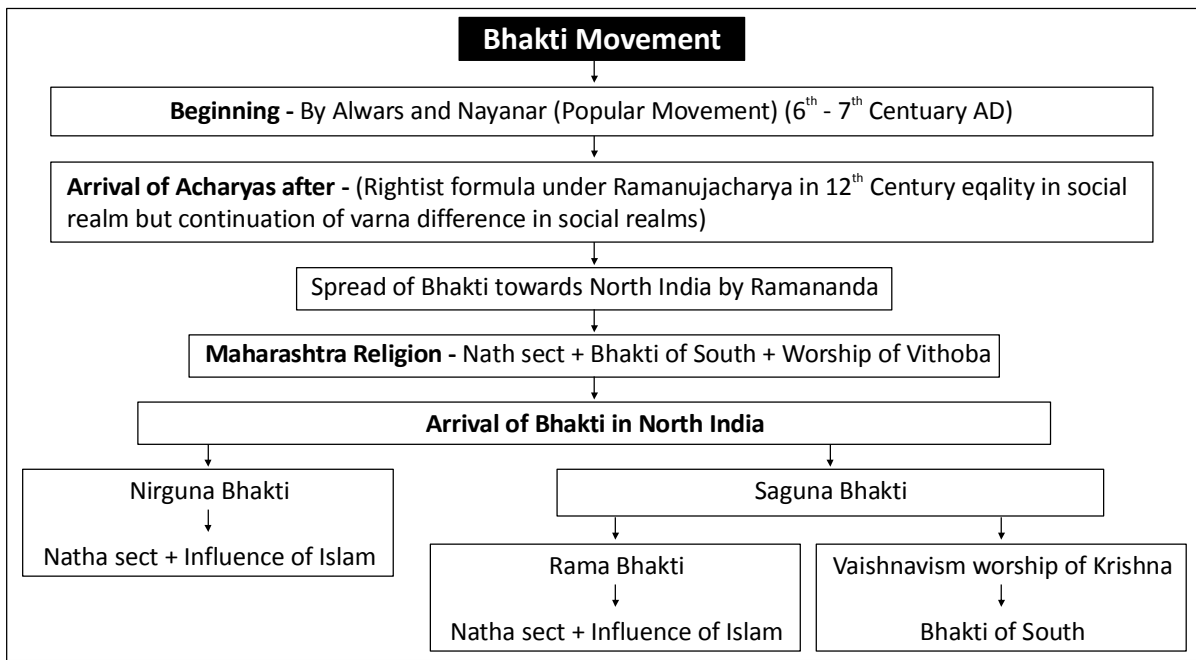 Bhakti Movement
Beginning - By Alwars and Nayanar (Popular Movement) (6th - 7th Centuary AD)
Arrival of Acharyas after - (Rightist formula under Ramanujacharya in 12th Century eqality in social
realm but continuation of varna difference in social realms)
Spread of Bhakti towards North India by Ramananda
Maharashtra Religion - Nath sect + Bhakti of South + Worship of Vithoba
Arrival of Bhakti in North India
Nirguna Bhakti
Natha sect + Influence of Islam
Saguna Bhakti
Rama Bhakti
Natha sect + Influence of Islam
Vaishnavism worship of Krishna
Bhakti of South